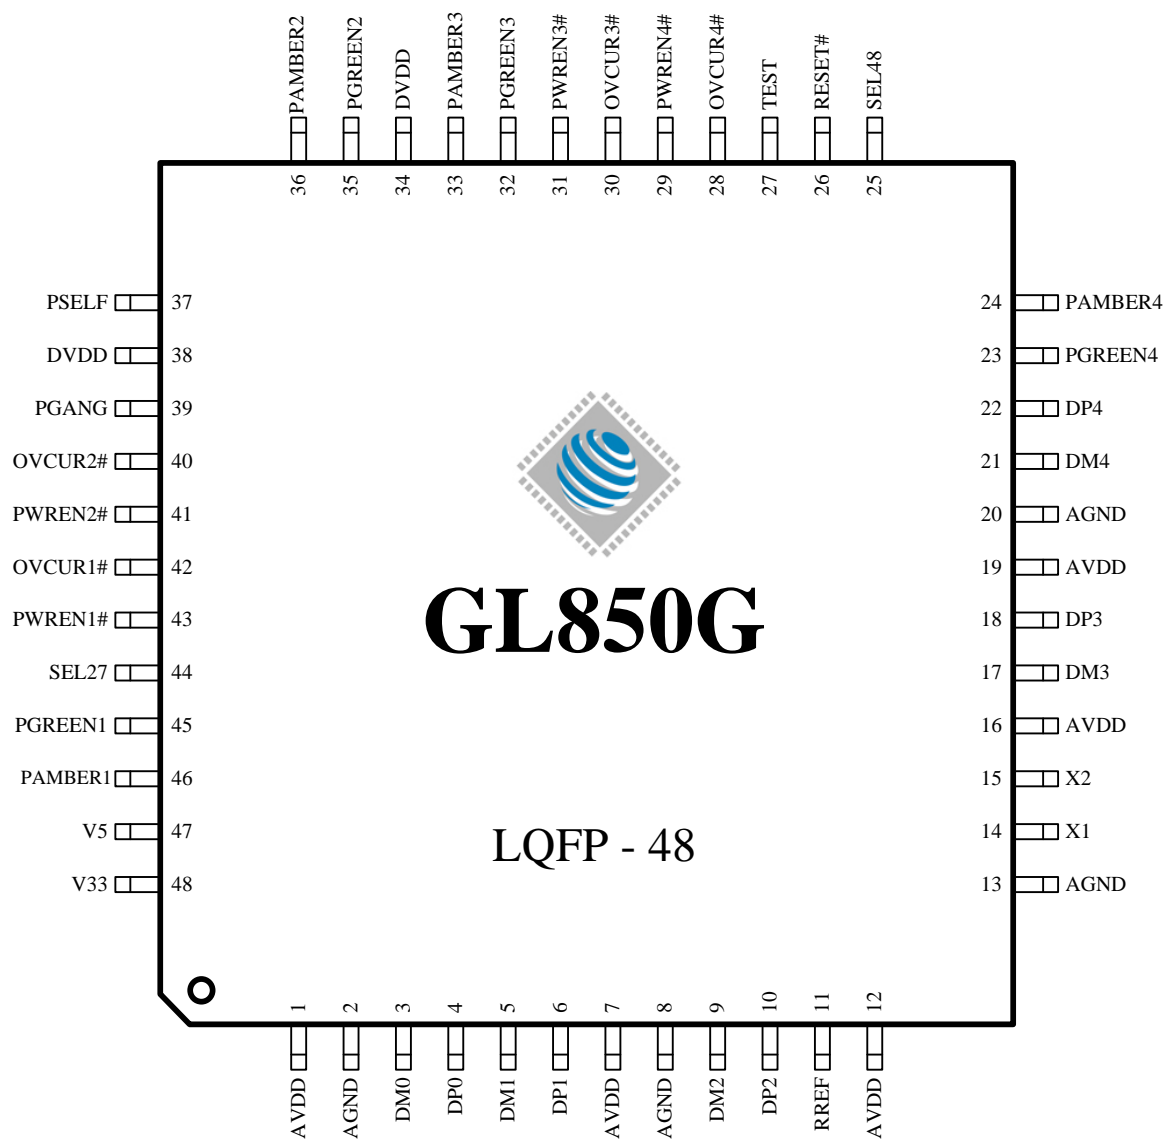 PAMBER2
PGREEN2
DVDD
PAMBER3
PGREEN3
PWREN3#
OVCUR3#
PWREN4#
OVCUR4#
TEST
RESET#
SEL48
36
35
34
33
32
31
30
29
28
27
26
25
PSELF 37
DVDD 38
PGANG 39
OVCUR2# 40
PWREN2# 41
OVCUR1# 42
PWREN1# 43
SEL27 44
PGREEN1 45
PAMBER1 46
V5 47
V33 48
GL850G
LQFP - 48
24 PAMBER4
23 PGREEN4
22 DP4
21 DM4
20 AGND
19 AVDD
18 DP3
17 DM3
16 AVDD
15 X2
14 X1
13 AGND
1
2
3
4
5
6
7
8
9
10
11
12
AVDD
AGND
DM0
DP0
DM1
DP1
AVDD
AGND
DM2
DP2
RREF
AVDD